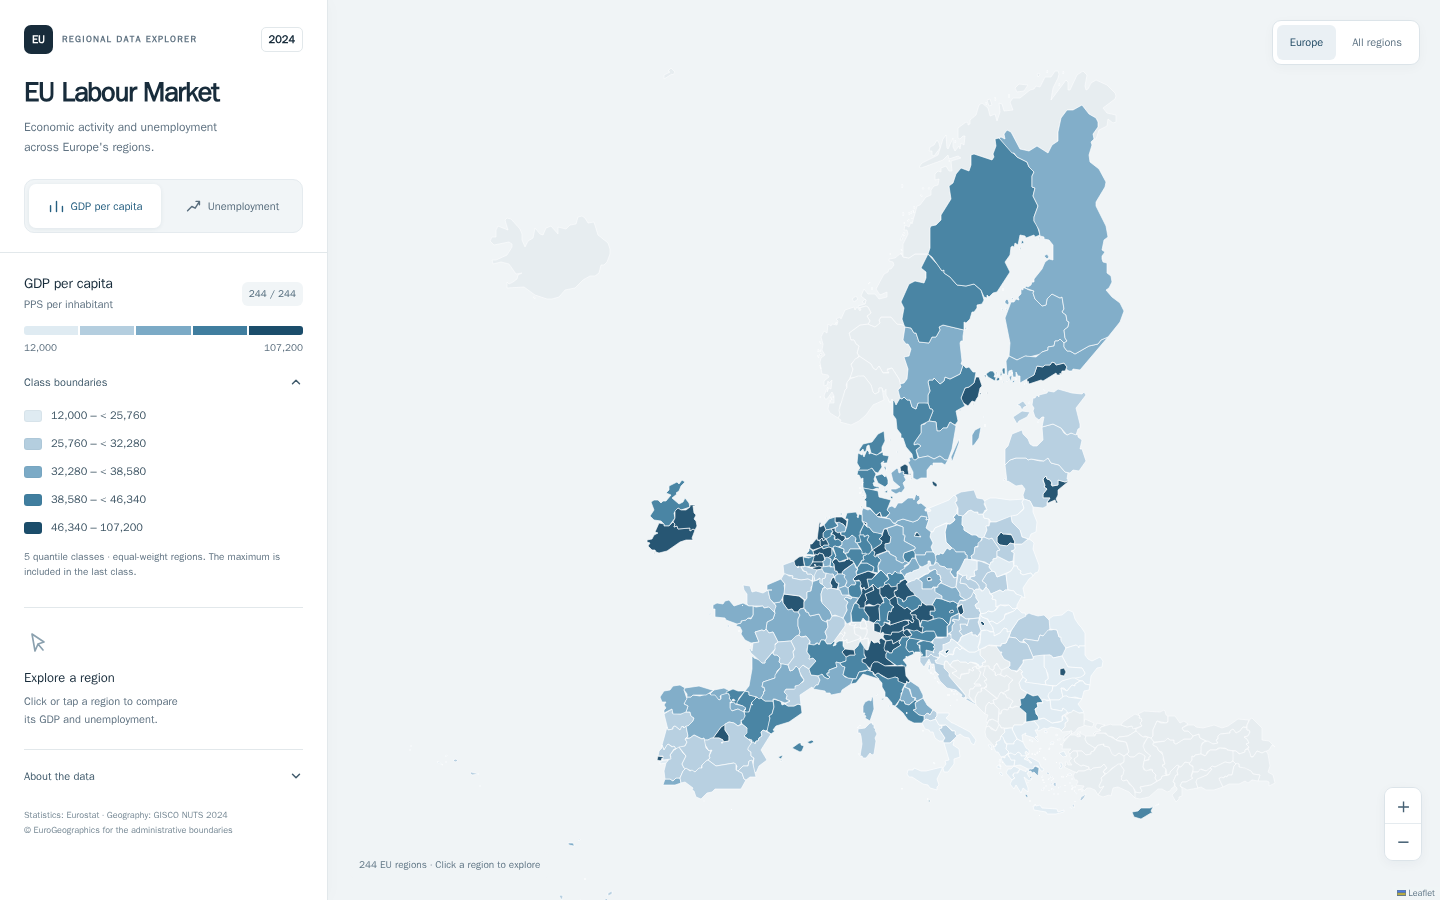 EU
REGIONAL DATA EXPLORER
2024
EU Labour Market
Economic activity and unemployment
across Europe's regions.
GDP per capita
Unemployment
GDP per capita
PPS per inhabitant
244 / 244
12,000
107,200
Class boundaries
12,000 – < 25,760
25,760 – < 32,280
32,280 – < 38,580
38,580 – < 46,340
46,340 – 107,200
5 quantile classes · equal-weight regions. The maximum is
included in the last class.
Explore a region
Click or tap a region to compare
its GDP and unemployment.
About the data
Statistics: Eurostat · Geography: GISCO NUTS 2024
© EuroGeographics for the administrative boundaries
Europe
All regions
244 EU regions · Click a region to explore
+
−
Leaflet